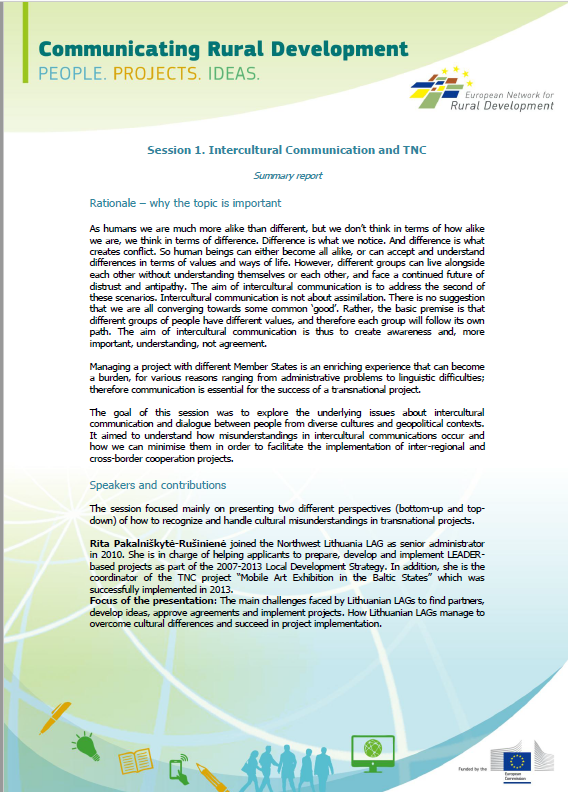 Communicating Rural Development
PEOPLE. PROJECTS. IDEAS.
European Network for
Rural Development
Session 1. Intercultural Communication and TNC
Summary report
Rationale – why the topic is important
As humans we are much more alike than different, but we don't think in terms of how alike
we are, we think in terms of difference. Difference is what we notice. And difference is what
creates conflict. So human beings can either become all alike, or can accept and understand
differences in terms of values and ways of life. However, different groups can live alongside
each other without understanding themselves or each other, and face a continued future of
distrust and antipathy. The aim of intercultural communication is to address the second of
these scenarios. Intercultural communication is not about assimilation. There is no suggestion
that we are all converging towards some common 'good'. Rather, the basic premise is that
different groups of people have different values, and therefore each group will follow its own
path. The aim of intercultural communication is thus to create awareness and, more
important, understanding, not agreement.
Managing a project with different Member States is an enriching experience that can become
a burden, for various reasons ranging from administrative problems to linguistic difficulties;
therefore communication is essential for the success of a transnational project.
The goal of this session was to explore the underlying issues about intercultural
communication and dialogue between people from diverse cultures and geopolitical contexts.
It aimed to understand how misunderstandings in intercultural communications occur and
how we can minimise them in order to facilitate the implementation of inter-regional and
cross-border cooperation projects.
Speakers and contributions
The session focused mainly on presenting two different perspectives (bottom-up and top-
down) of how to recognize and handle cultural misunderstandings in transnational projects.
Rita Pakalniškytė-Rušinienė joined the Northwest Lithuania LAG as senior administrator
in 2010. She is in charge of helping applicants to prepare, develop and implement LEADER-
based projects as part of the 2007-2013 Local Development Strategy. In addition, she is the
coordinator of the TNC project "Mobile Art Exhibition in the Baltic States" which was
successfully implemented in 2013.
Focus of the presentation: The main challenges faced by Lithuanian LAGs to find partners,
develop ideas, approve agreements and implement projects. How Lithuanian LAGs manage to
overcome cultural differences and succeed in project implementation.
Funded by the
European
Commission